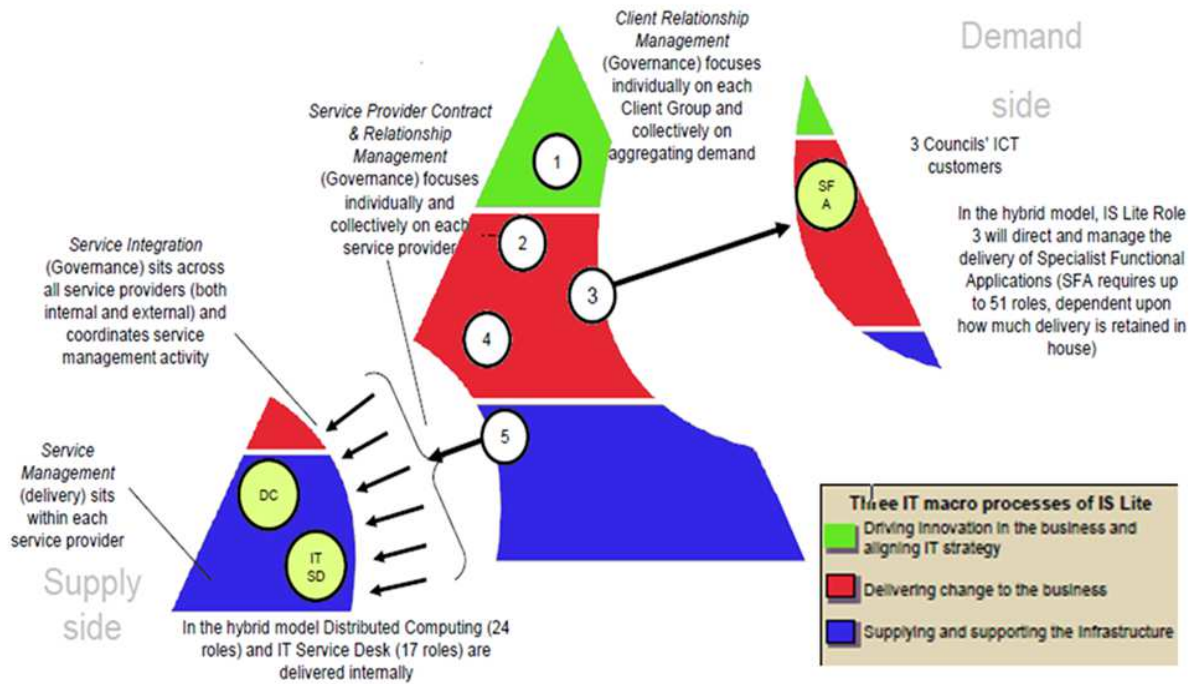 Client Relationship
Management
(Governance) focuses
individually on each
Client Group and
collectively on
aggregating demand
Demand
side
Service Provider Contract
& Relationship
Management
(Governance) focuses
individually and
collectively on each
service provider
3 Councils' ICT
customers
In the hybrid model, IS Lite Role
3 will direct and manage the
delivery of Specialist Functional
Applications (SFA requires up
to 51 roles, dependent upon
how much delivery is retained in
house)
Service Integration
(Governance) sits across
all service providers (both
internal and external) and
coordinates service
management activity
1
2
3
4
5
SF
A
Service
Management
(delivery) sits
within each
service provider
DC
IT
SD
Supply
side
In the hybrid model Distributed Computing (24
roles) and IT Service Desk (17 roles) are
delivered internally
Three IT macro processes of IS Lite
Driving innovation in the business and
aligning IT strategy
Delivering change to the business
Supplying and supporting the infrastructure